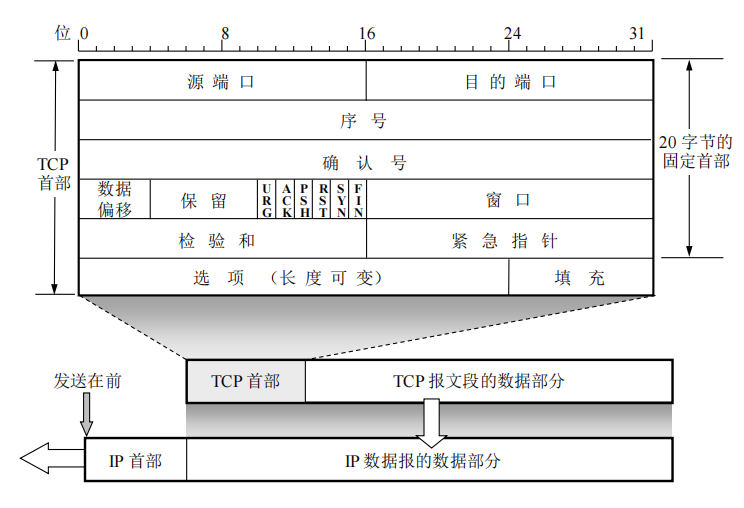 位 0 8 16 24 31
源端口 目的端口
序号
确认号
TCP
首部
20 字节的
固定首部
数据
偏移
保留
URG
ACK
PSH
RST
SYN
FIN
窗口
检验和 紧急指针
选项 (长度可变) 填充
TCP 首部 TCP 报文段的数据部分
发送在前
IP 首部 IP 数据报的数据部分